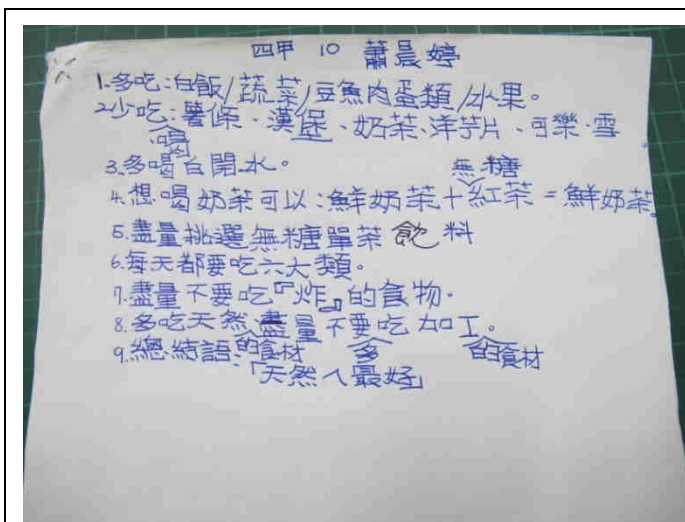 四甲 10 蕭晨婷
1.多吃:白飯/蔬菜/豆魚肉蛋類/水果。
2.少吃、喝:薯條、漢堡、奶茶、洋芋片、可樂、雪
3.多喝白開水。
4.想喝奶茶可以:鮮奶茶+無糖紅茶=鮮奶茶。
5.盡量挑選無糖單茶飲料
6.每天都要吃六大類。
7.盡量不要吃『炸』的食物。
8.多吃天然的食材,盡量不要吃多加工的食材。
9.總結語:
「天然ㄟ最好」